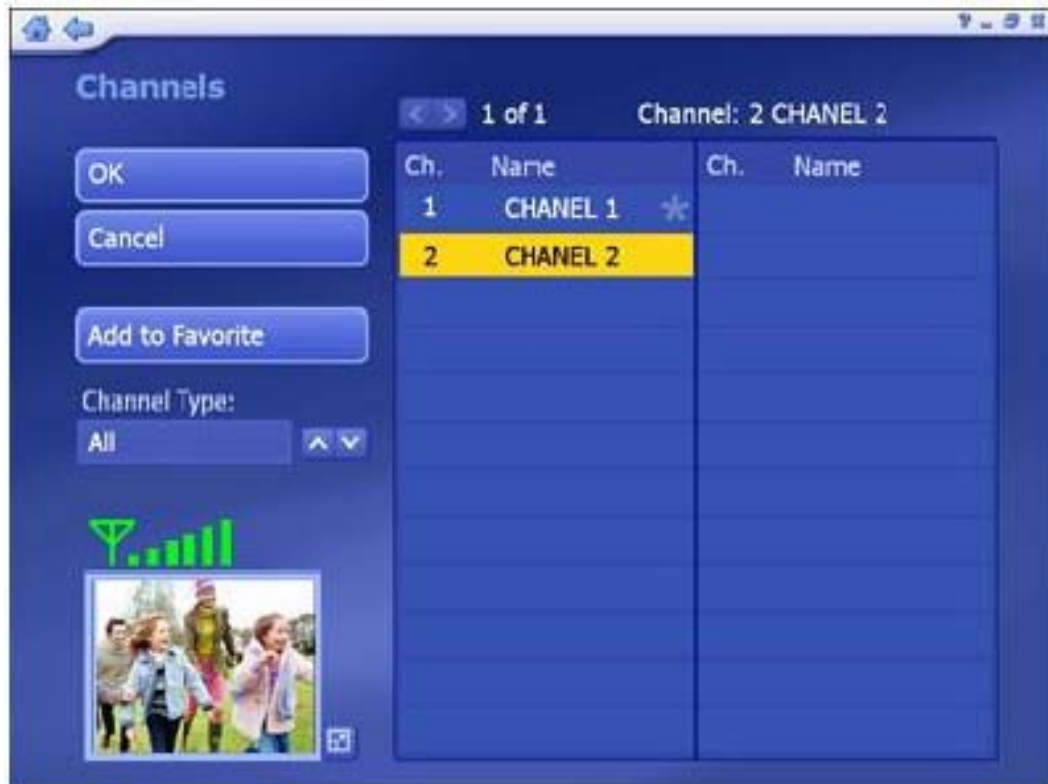 Channels
1 of 1 Channel: 2 CHANEL 2
OK
Cancel
Add to Favorite
Channel Type:
All
Ch. Name Ch. Name
1 CHANEL 1 *
2 CHANEL 2